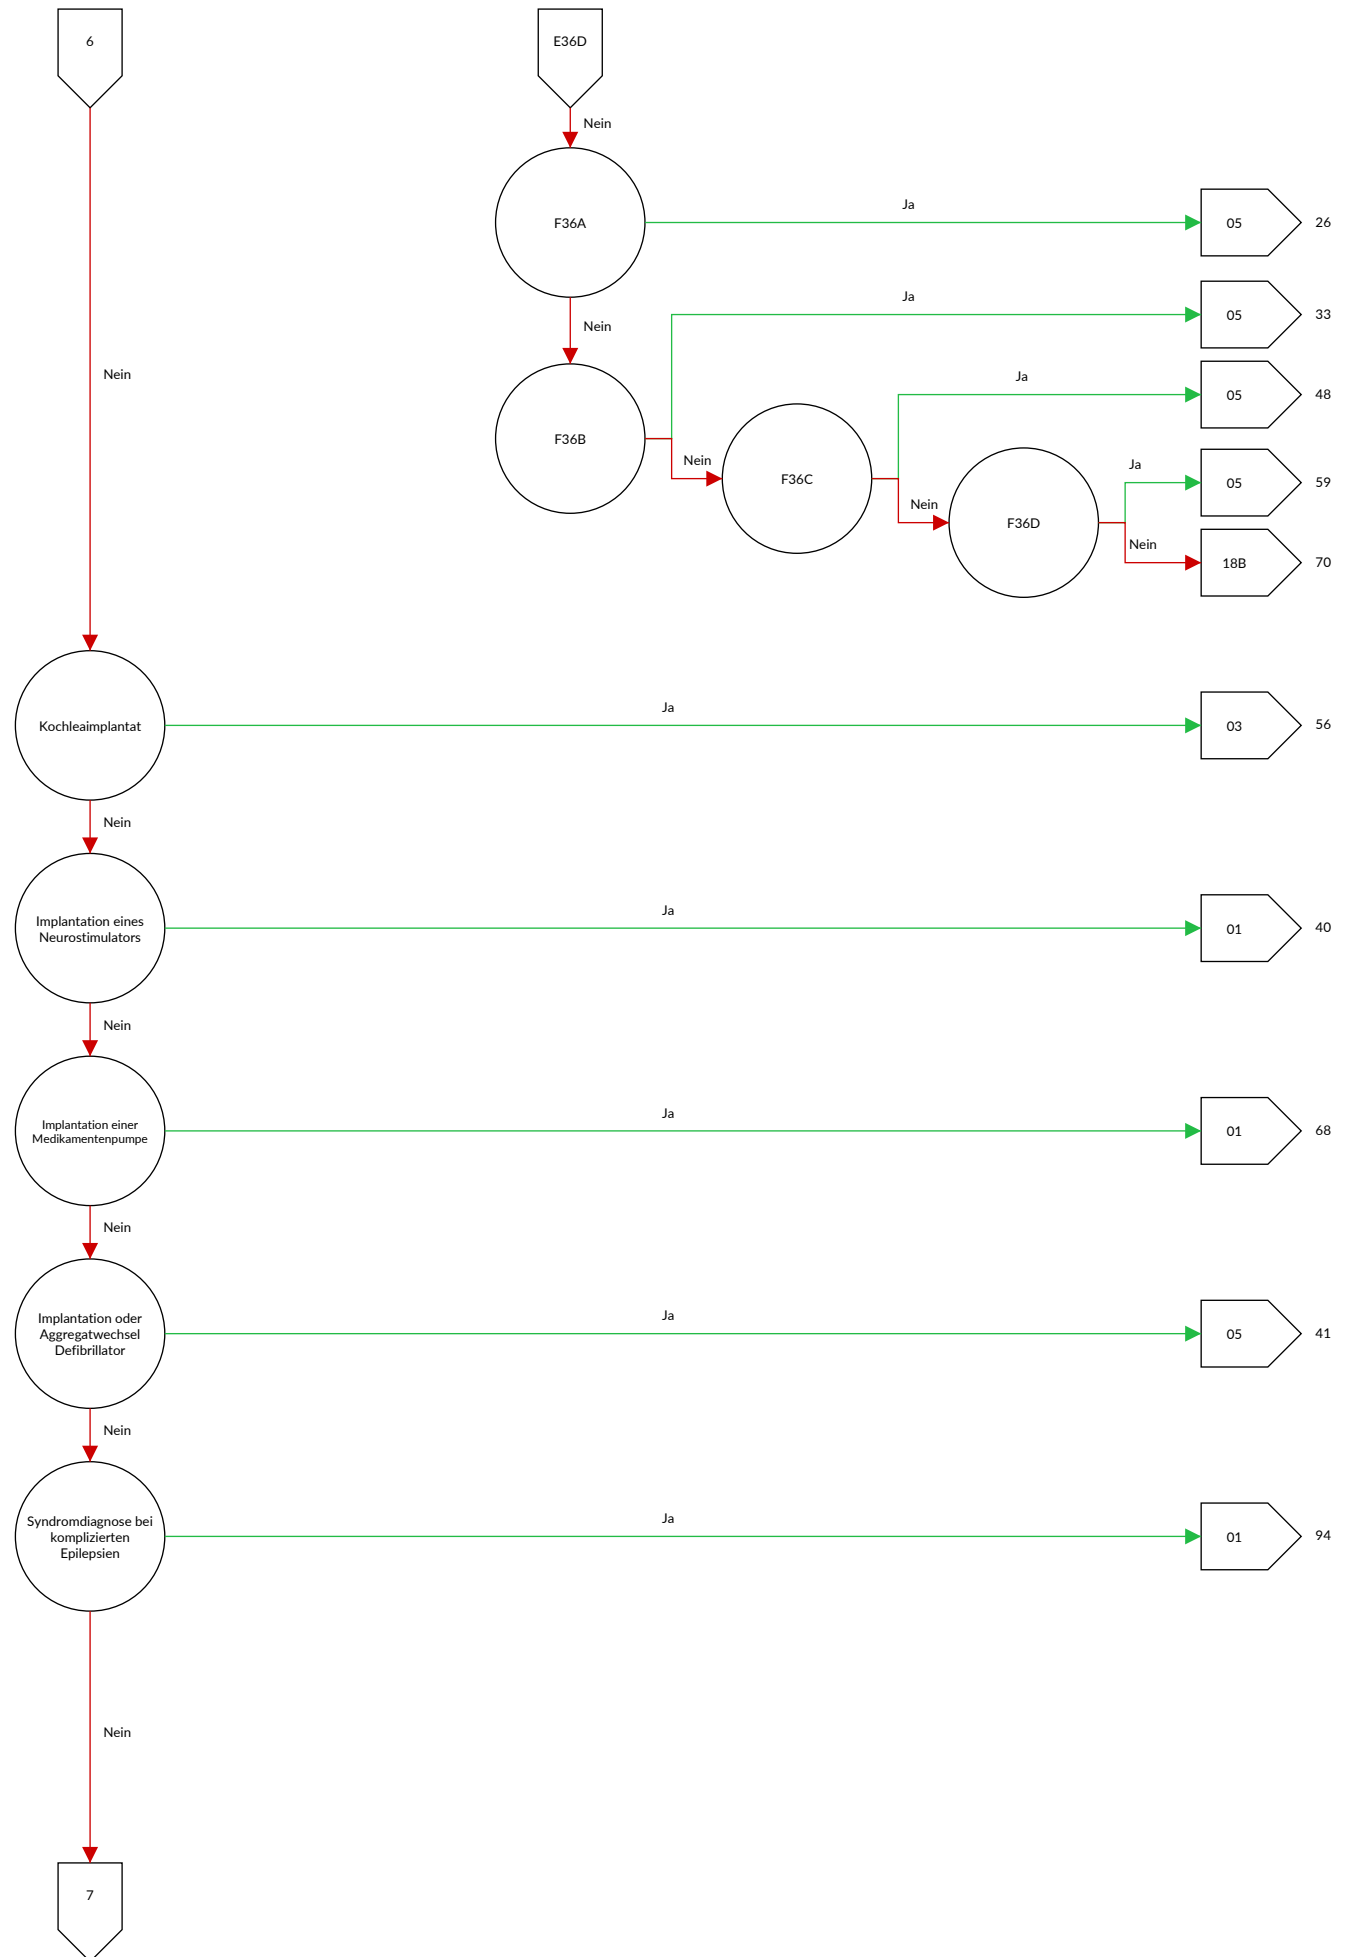 6
E36D
Nein
F36A
Ja
05
26
Nein
Ja
05
33
Nein
F36B
Ja
05
48
Nein
F36C
Ja
05
59
Nein
F36D
Nein
18B
70
Kochleaimplantat
Ja
03
56
Nein
Implantation eines
Neurostimulators
Ja
01
40
Nein
Implantation einer
Medikamentenpumpe
Ja
01
68
Nein
Implantation oder
Aggregatwechsel
Defibrillator
Ja
05
41
Nein
Syndromdiagnose bei
komplizierten
Epilepsien
Ja
01
94
Nein
7